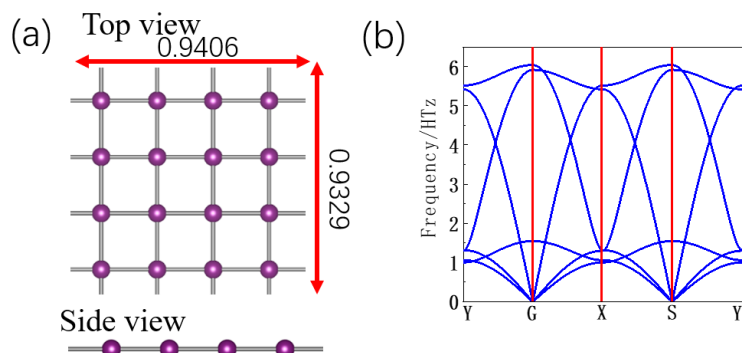 (a)
Top view
0.9406
0.9329
Side view
(b)
Frequency/HTz
6
5
4
3
2
1
0
Y G X S Y